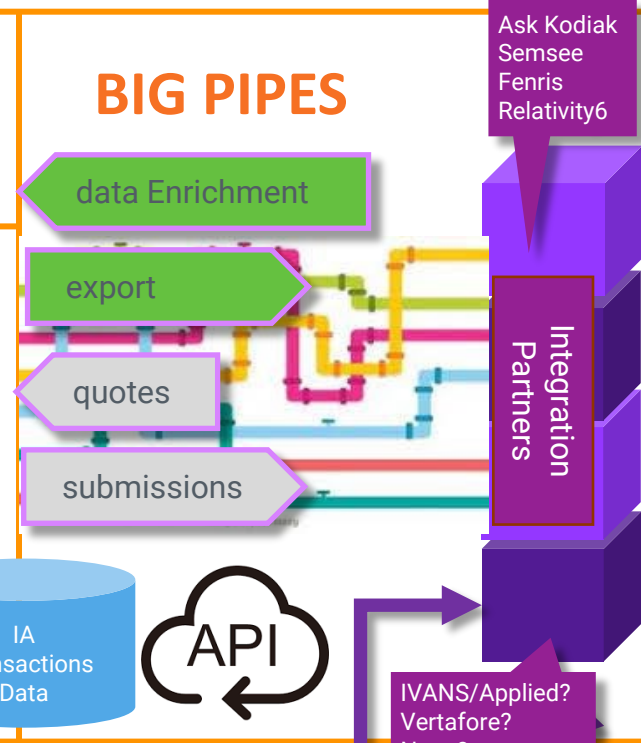 Ask Kodiak
Semsee
Fenris
Relativity6
BIG PIPES
data Enrichment
export
quotes
submissions
Integration
Partners
IA
Data
API
IVANS/Applied?
Vertafore?